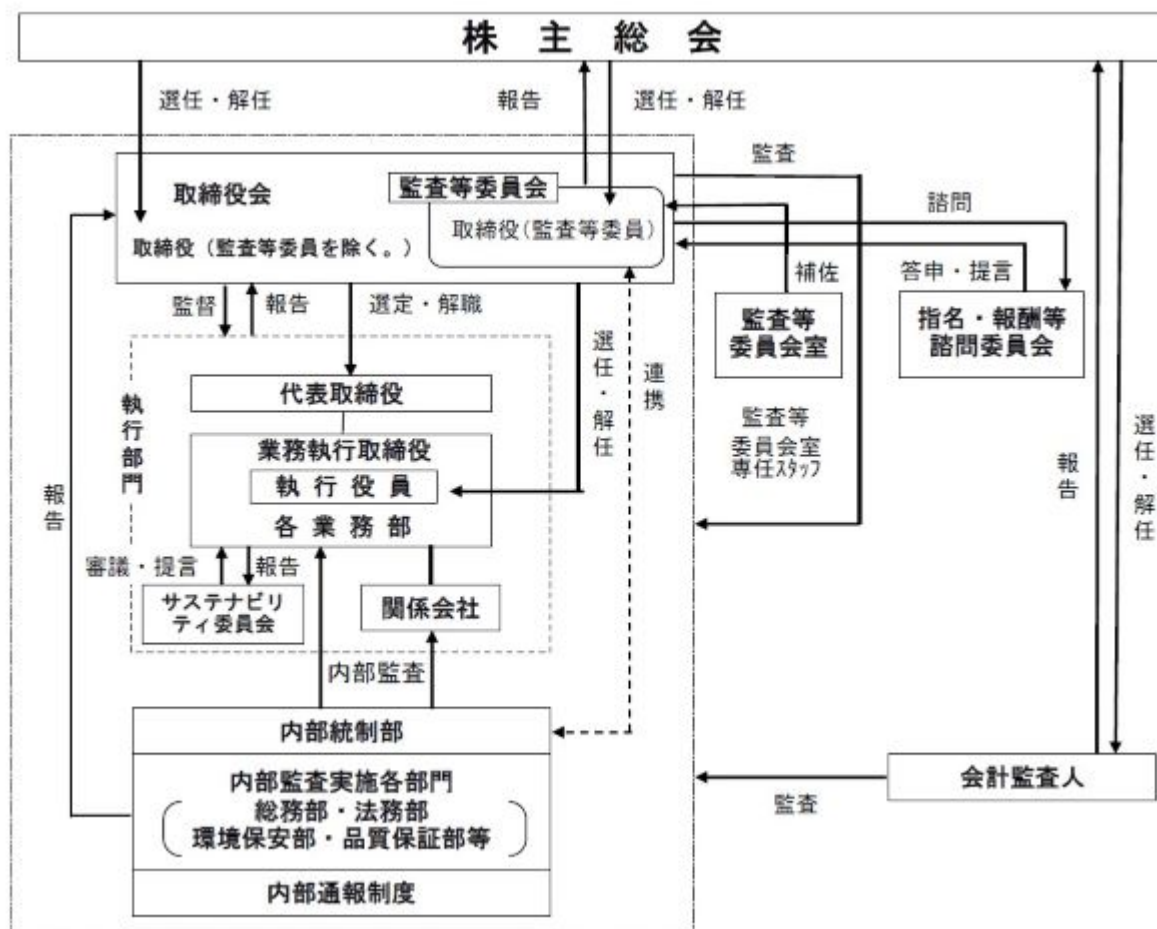 株主総会
選任・解任
報告
選任・解任
監査
取締役会
監査等委員会
取締役(監査等委員)
取締役(監査等委員を除く。)
諮問
答申・提言
補佐
監督
報告
選定・解職
選任・解任
連携
監査等
委員会室
指名・報酬等
諮問委員会
執行部門
代表取締役
業務執行取締役
執行役員
各業務部
監査等
委員会室
専任スタッフ
報告
選任・解任
報告
審議・提言
報告
サステナビリ
ティ委員会
関係会社
内部監査
内部統制部
内部監査実施各部門
総務部・法務部
環境保安部・品質保証部等
内部通報制度
会計監査人
監査